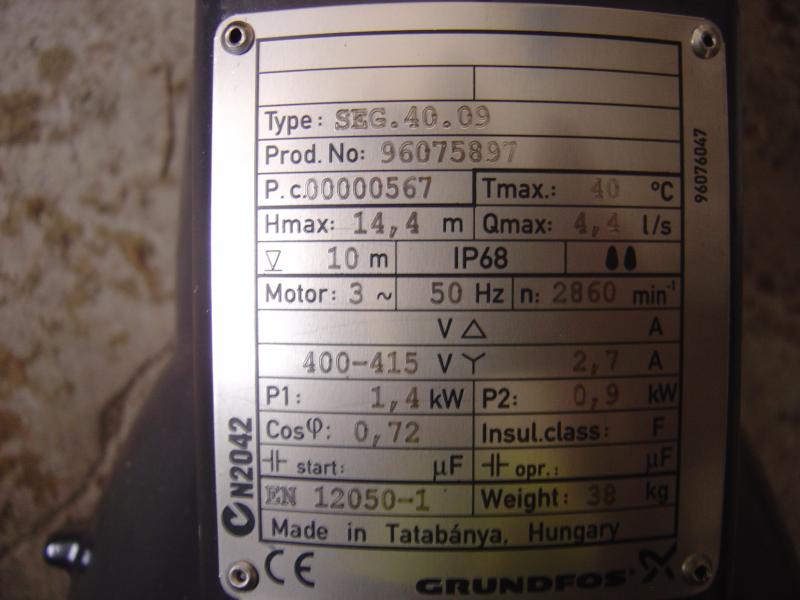 Type: SEG.40.09
Prod. No: 96075897
P.c.00000567 Tmax.: 40 °C
Hmax: 14,4 m Qmax: 4,4 l/s
10 m IP68
Motor: 3 ~ 50 Hz n: 2860 min⁻¹
V △ A
400-415 V Y 2,7 A
P1: 1,4 kW P2: 0,9 kW
Cosφ: 0,72 Insul.class: F
start: µF opr.: µF
EN 12050-1 Weight: 38 kg
Made in Tatabánya, Hungary
CE GRUNDFOS
N2042
96076047